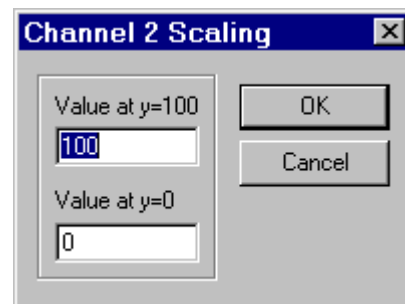 Channel 2 Scaling
Value at y=100
100
Value at y=0
0
OK
Cancel